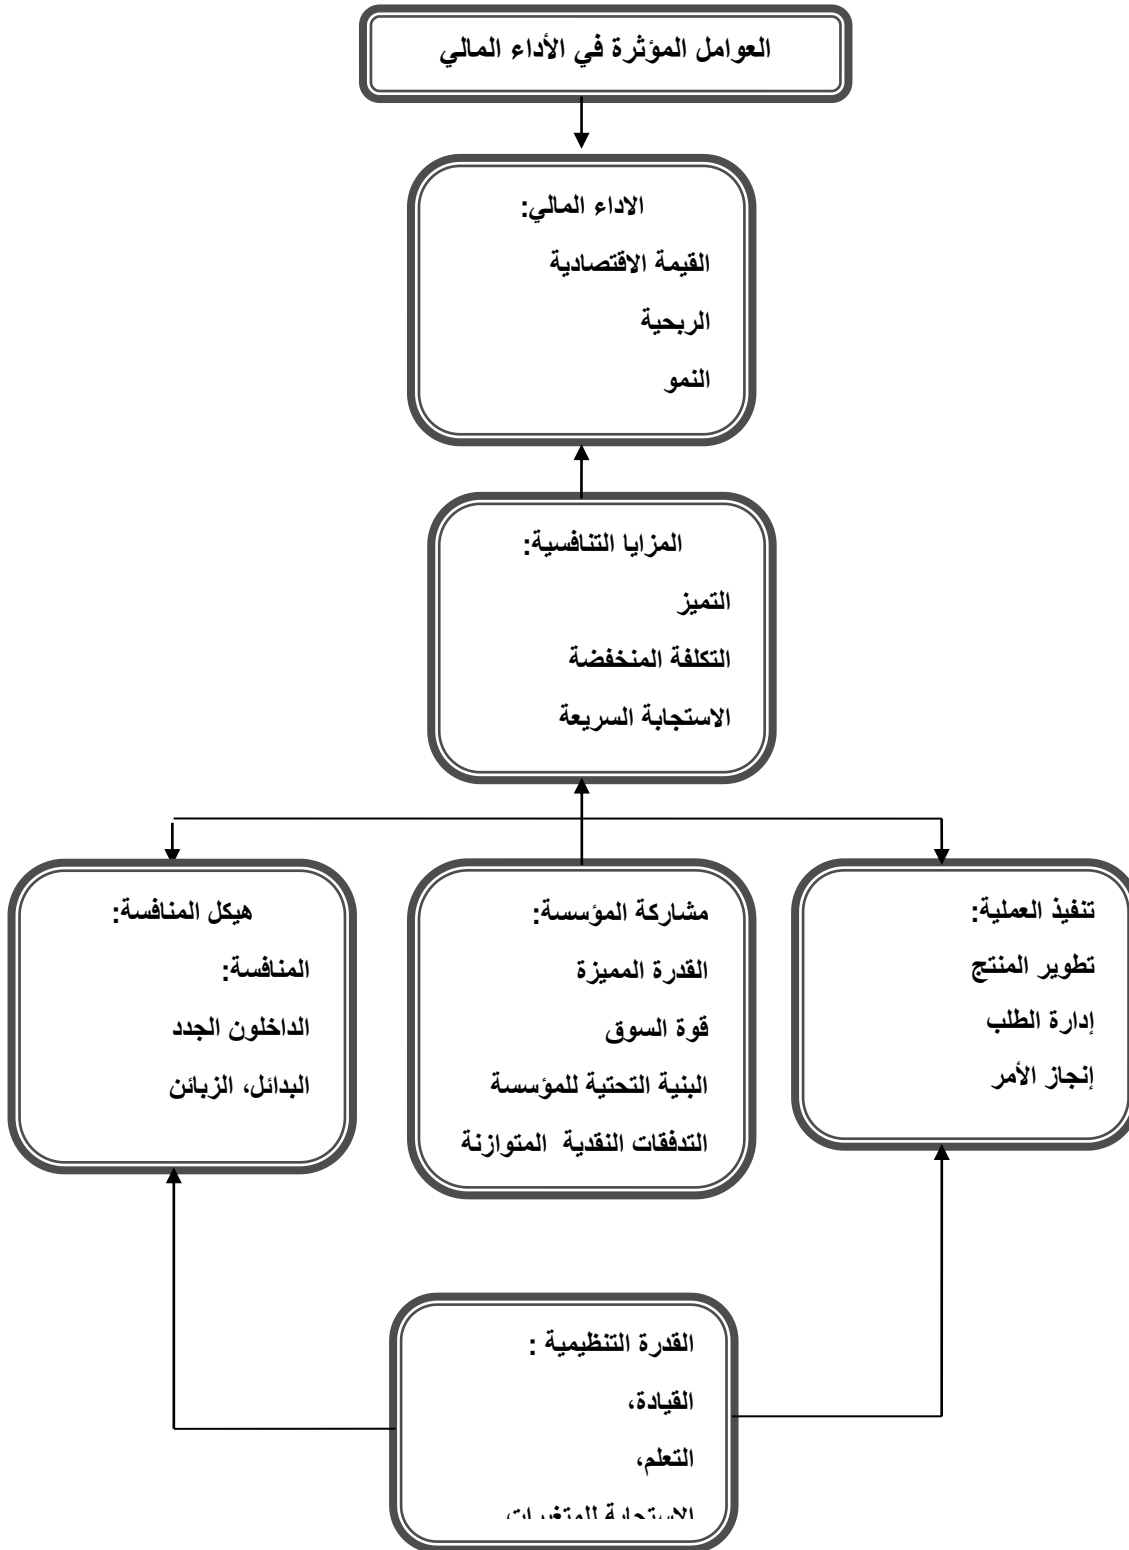 العوامل المؤثرة في الأداء المالي
الاداء المالي:
القيمة الاقتصادية
الربحية
النمو
المزايا التنافسية:
التميز
التكلفة المنخفضة
الاستجابة السريعة
تنفيذ العملية:
تطوير المنتج
إدارة الطلب
إنجاز الأمر
مشاركة المؤسسة:
القدرة المميزة
قوة السوق
البنية التحتية للمؤسسة
التدفقات النقدية المتوازنة
هيكل المنافسة:
المنافسة:
الداخلون الجدد
البدائل، الزبائن
القدرة التنظيمية :
القيادة،
التعلم،
الاستجابة للمتغيرات